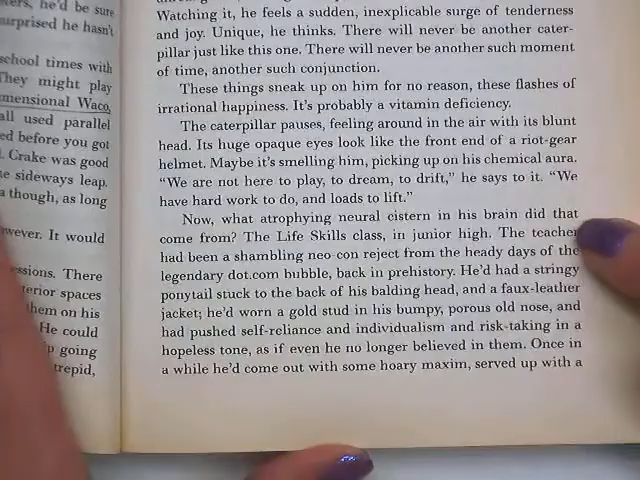 ters, he'd be sure
urprised he hasn't
school times with
They might play
mensional Waco,
all used parallel
ed before you got
. Crake was good
e sideways leap.
a though, as long
wever. It would
essions. There
terior spaces
them on his
He could
p going
trepid,
Watching it, he feels a sudden, inexplicable surge of tenderness
and joy. Unique, he thinks. There will never be another cater-
pillar just like this one. There will never be another such moment
of time, another such conjunction.
These things sneak up on him for no reason, these flashes of
irrational happiness. It's probably a vitamin deficiency.
The caterpillar pauses, feeling around in the air with its blunt
head. Its huge opaque eyes look like the front end of a riot-gear
helmet. Maybe it's smelling him, picking up on his chemical aura.
"We are not here to play, to dream, to drift," he says to it. "We
have hard work to do, and loads to lift."
Now, what atrophying neural cistern in his brain did that
come from? The Life Skills class, in junior high. The teacher
had been a shambling neo-con reject from the heady days of the
legendary dot.com bubble, back in prehistory. He'd had a stringy
ponytail stuck to the back of his balding head, and a faux-leather
jacket; he'd worn a gold stud in his bumpy, porous old nose, and
had pushed self-reliance and individualism and risk-taking in a
hopeless tone, as if even he no longer believed in them. Once in
a while he'd come out with some hoary maxim, served up with a